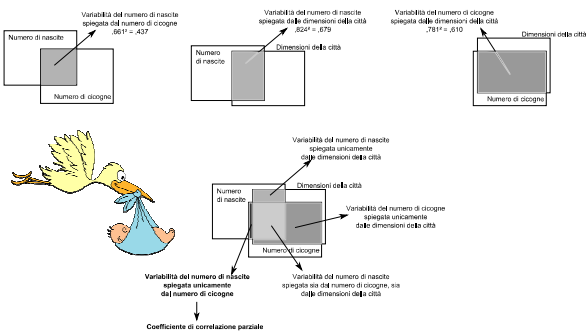 Variabilità del numero di nascite
spiegata dal numero di cicogne
,661² = ,437
Numero di nascite
Numero di cicogne
Variabilità del numero di nascite
spiegata dalle dimensioni della città
,824² = ,679
Numero
di nascite
Dimensioni della città
Variabilità del numero di cicogne
spiegata dalle dimensioni della città
,781² = ,610
Dimensioni della città
Numero di cicogne
Variabilità del numero di nascite
spiegata unicamente
dalle dimensioni della città
Numero
di nascite
Dimensioni della città
Numero di cicogne
Variabilità del numero di cicogne
spiegata unicamente
dalle dimensioni della città
Variabilità del numero di nascite
spiegata unicamente
dal numero di cicogne
Variabilità del numero di nascite
spiegata sia dal numero di cicogne, sia
dalle dimensioni della città
Coefficiente di correlazione parziale